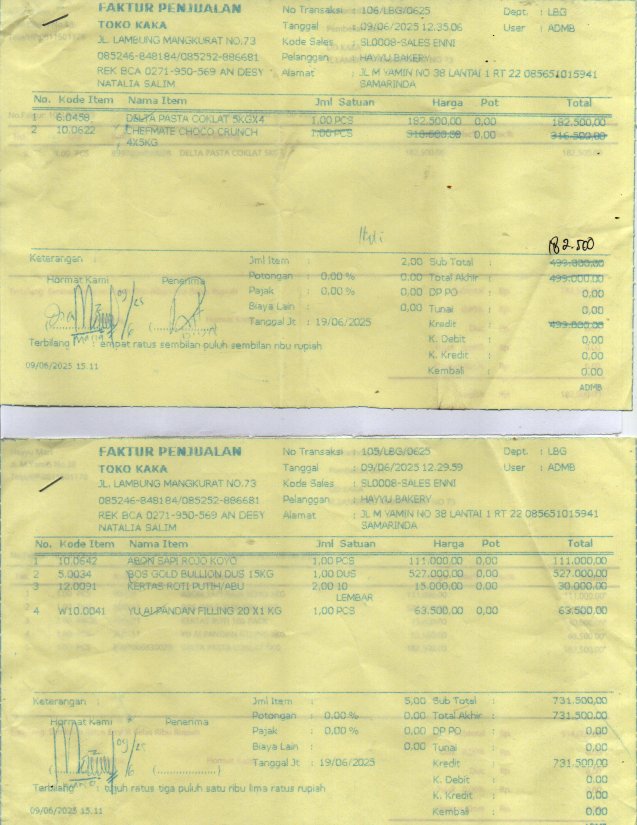 FAKTUR PENJUALAN
TOKO KAKA
JL. LAMBUNG MANGKURAT NO.73
085246-848184/085252-886681
REK BCA 0271-950-569 AN DESY
NATALIA SALIM
No Transaksi : 106/LBG/0625
Tanggal : 09/06/2025 12.35.06
Kode Sales : SL0008-SALES ENNI
Pelanggan : HAYYU BAKERY
Alamat : JL M YAMIN NO 38 LANTAI 1 RT 22 085651015941
SAMARINDA
Dept. : LBG
User : ADMB
No. Kode Item Nama Item Jml Satuan Harga Pot Total
1 6.0458 DELTA PASTA COKLAT 5KGX4 1,00 PCS 182.500,00 0,00 182.500,00
2 10.0622 CHEFMATE CHOCO CRUNCH 1,00 PCS 316.500,00 0,00 316.500,00
4X5KG
182.500
Keterangan :
Hormat Kami Penerima
09/25
6
(............) (............)
Jml Item : 2,00
Potongan : 0,00 % 0,00
Pajak : 0,00 % 0,00
Biaya Lain : 0,00
Tanggal Jt : 19/06/2025
Sub Total : 499.000,00
Total Akhir : 499.000,00
DP PO : 0,00
Tunai : 0,00
Kredit : 499.000,00
K. Debit : 0,00
K. Kredit : 0,00
Kembali : 0,00
Terbilang : empat ratus sembilan puluh sembilan ribu rupiah
09/06/2025 15.11
ADMB
FAKTUR PENJUALAN
TOKO KAKA
JL. LAMBUNG MANGKURAT NO.73
085246-848184/085252-886681
REK BCA 0271-950-569 AN DESY
NATALIA SALIM
No Transaksi : 105/LBG/0625
Tanggal : 09/06/2025 12.29.59
Kode Sales : SL0008-SALES ENNI
Pelanggan : HAYYU BAKERY
Alamat : JL M YAMIN NO 38 LANTAI 1 RT 22 085651015941
SAMARINDA
Dept. : LBG
User : ADMB
No. Kode Item Nama Item Jml Satuan Harga Pot Total
1 10.0642 ABON SAPI ROJO KOYO 1,00 PCS 111.000,00 0,00 111.000,00
2 5.0034 BOS GOLD BULLION DUS 15KG 1,00 DUS 527.000,00 0,00 527.000,00
3 12.0091 KERTAS ROTI PUTIH/ABU 2,00 10 15.000,00 0,00 30.000,00
LEMBAR
4 W10.0041 YU AI PANDAN FILLING 20 X1 KG 1,00 PCS 63.500,00 0,00 63.500,00
Keterangan :
Hormat Kami Penerima
09/25
6
(............) (............)
Jml Item : 5,00
Potongan : 0,00 % 0,00
Pajak : 0,00 % 0,00
Biaya Lain : 0,00
Tanggal Jt : 19/06/2025
Sub Total : 731.500,00
Total Akhir : 731.500,00
DP PO : 0,00
Tunai : 0,00
Kredit : 731.500,00
K. Debit : 0,00
K. Kredit : 0,00
Kembali : 0,00
Terbilang : tujuh ratus tiga puluh satu ribu lima ratus rupiah
09/06/2025 15.11